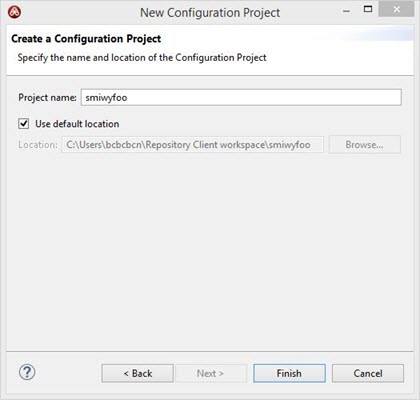 New Configuration Project
Create a Configuration Project
Specify the name and location of the Configuration Project
Project name: smiwyfoo
Use default location
Location: C:\Users\bcbcbcn\Repository Client workspace\smiwyfoo Browse...
? < Back Next > Finish Cancel